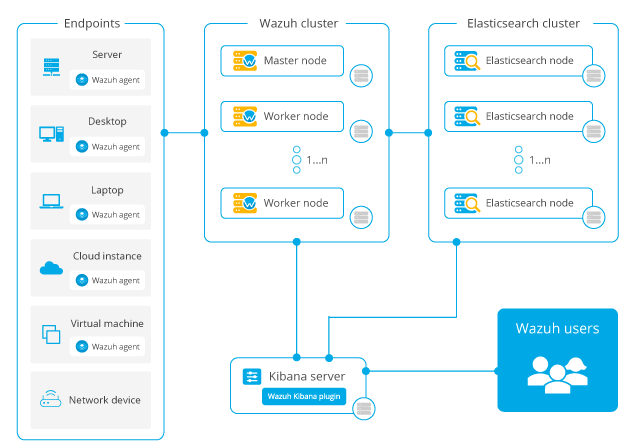 Endpoints
Server
Wazuh agent
Desktop
Wazuh agent
Laptop
Wazuh agent
Cloud instance
Wazuh agent
Virtual machine
Wazuh agent
Network device
Wazuh cluster
Master node
Worker node
1...n
Worker node
Elasticsearch cluster
Elasticsearch node
Elasticsearch node
1...n
Elasticsearch node
Kibana server
Wazuh Kibana plugin
Wazuh users